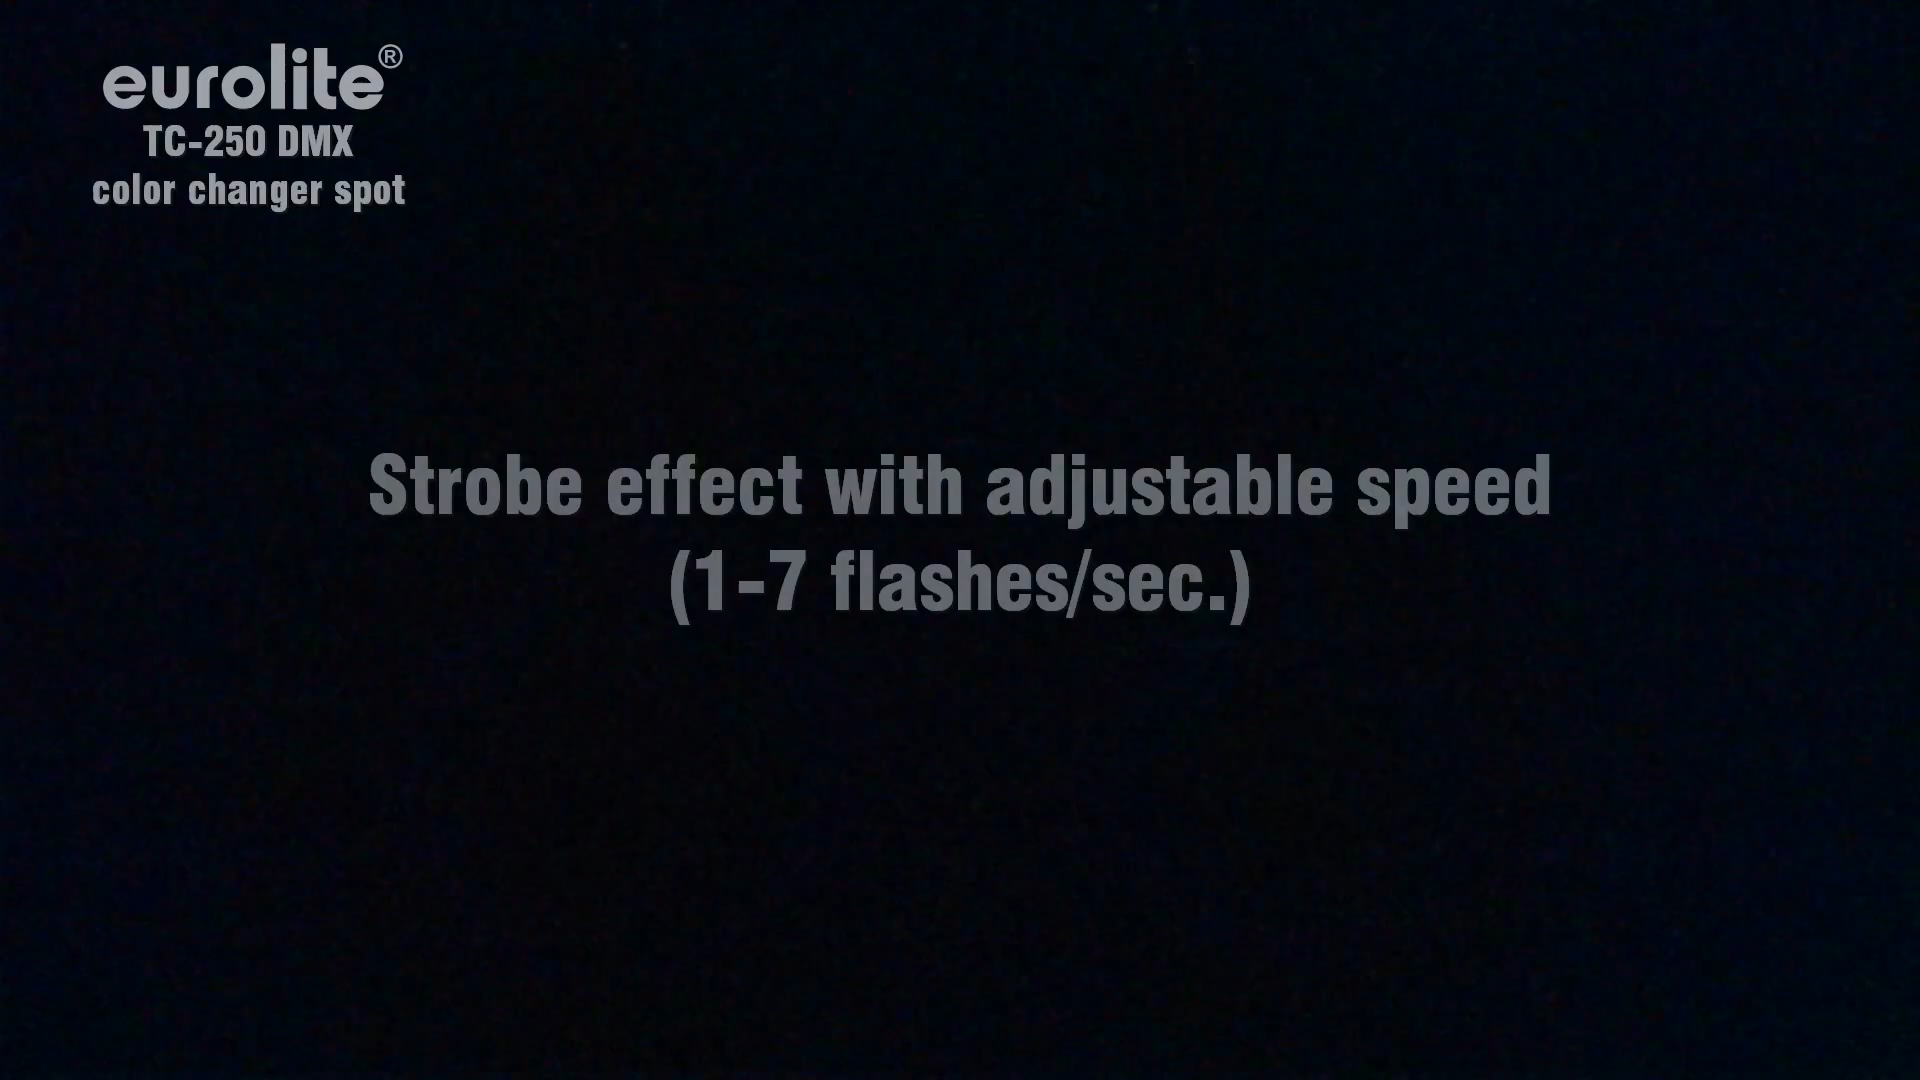 eurolite®
TC-250 DMX
color changer spot
Strobe effect with adjustable speed
(1-7 flashes/sec.)